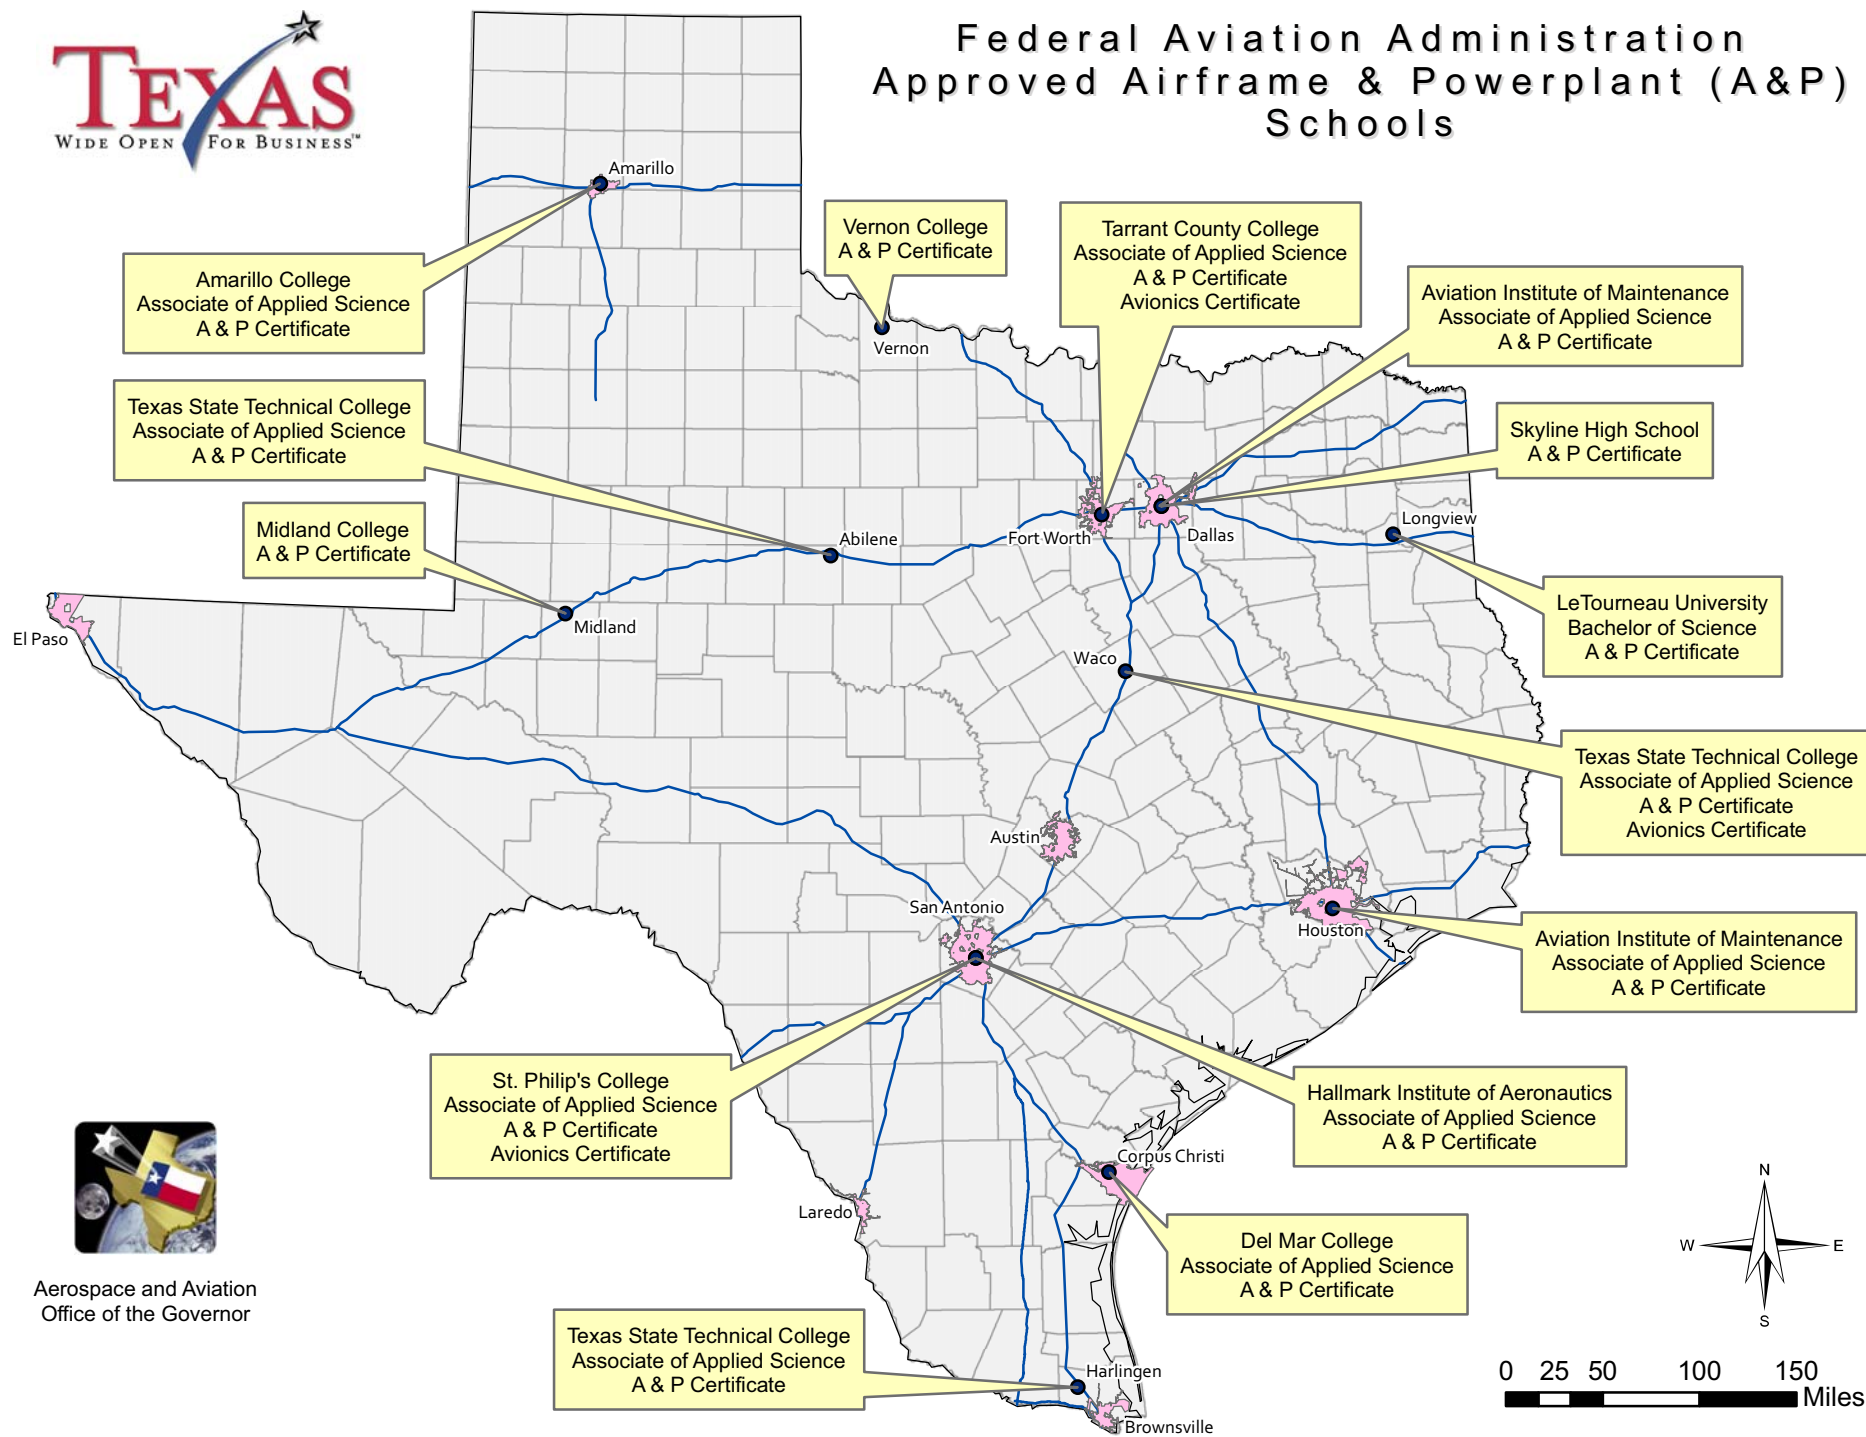 TEXAS
WIDE OPEN FOR BUSINESS™
Federal Aviation Administration
Approved Airframe & Powerplant (A&P)
Schools
Amarillo
Amarillo College
Associate of Applied Science
A & P Certificate
Vernon College
A & P Certificate
Vernon
Tarrant County College
Associate of Applied Science
A & P Certificate
Avionics Certificate
Aviation Institute of Maintenance
Associate of Applied Science
A & P Certificate
Texas State Technical College
Associate of Applied Science
A & P Certificate
Skyline High School
A & P Certificate
Midland College
A & P Certificate
Abilene
Fort Worth
Dallas
Longview
El Paso
Midland
LeTourneau University
Bachelor of Science
A & P Certificate
Waco
Texas State Technical College
Associate of Applied Science
A & P Certificate
Avionics Certificate
Austin
San Antonio
Houston
Aviation Institute of Maintenance
Associate of Applied Science
A & P Certificate
St. Philip's College
Associate of Applied Science
A & P Certificate
Avionics Certificate
Hallmark Institute of Aeronautics
Associate of Applied Science
A & P Certificate
Corpus Christi
Laredo
Del Mar College
Associate of Applied Science
A & P Certificate
Aerospace and Aviation
Office of the Governor
Texas State Technical College
Associate of Applied Science
A & P Certificate
Harlingen
Brownsville
N
W E
S
0 25 50 100 150
Miles